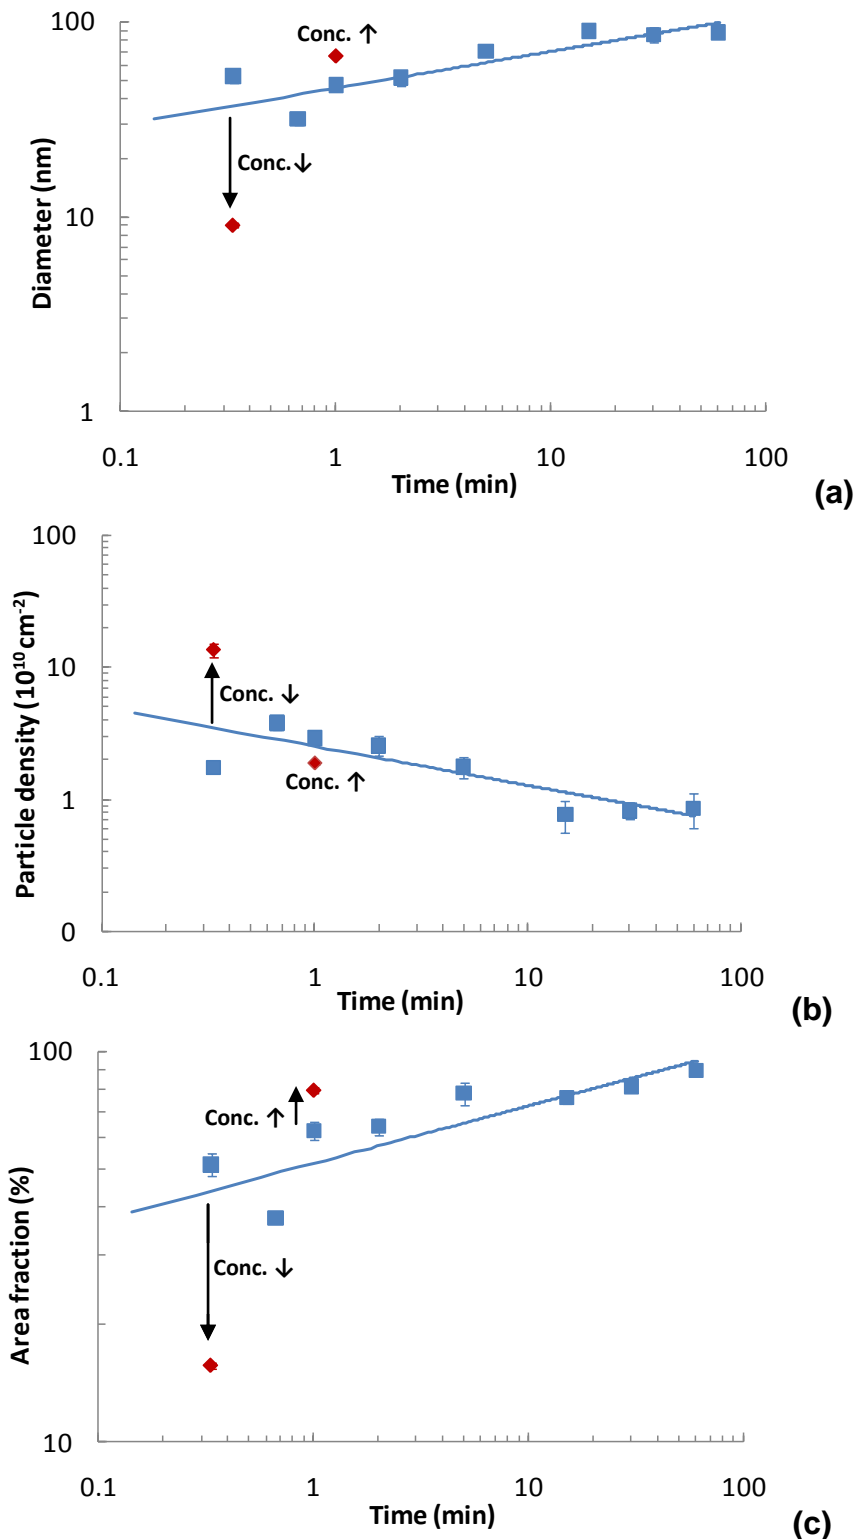 100
Conc. ↑
Conc.↓
10
1
Diameter (nm)
0.1 1 10 100
Time (min)
(a)
100
10
Conc. ↓
Conc. ↑
1
0
Particle density (10¹⁰ cm⁻²)
0.1 1 10 100
Time (min)
(b)
100
Conc. ↑
Conc. ↓
10
Area fraction (%)
0.1 1 10 100
Time (min)
(c)